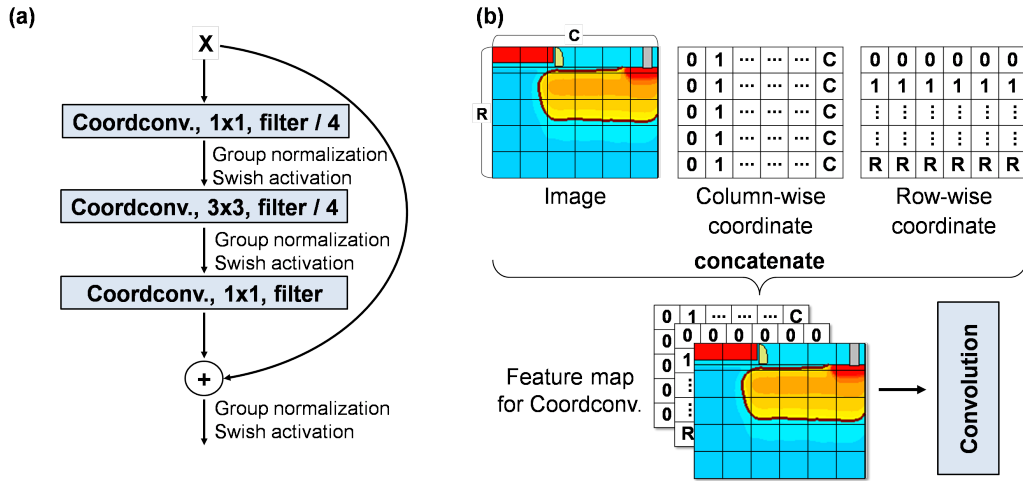 (a)
X
Coordconv., 1x1, filter / 4
Group normalization
Swish activation
Coordconv., 3x3, filter / 4
Group normalization
Swish activation
Coordconv., 1x1, filter
+
Group normalization
Swish activation
(b)
C
R
Image
0 1 ··· ··· ··· C
0 1 ··· ··· ··· C
0 1 ··· ··· ··· C
0 1 ··· ··· ··· C
0 1 ··· ··· ··· C
Column-wise
coordinate
0 0 0 0 0 0
1 1 1 1 1 1
⋮ ⋮ ⋮ ⋮ ⋮ ⋮
⋮ ⋮ ⋮ ⋮ ⋮ ⋮
R R R R R R
Row-wise
coordinate
concatenate
Feature map
for Coordconv.
0 1 ··· ··· ··· C
0
0
0
0
0 0 0 0 0 0
1
⋮
⋮
R
Convolution